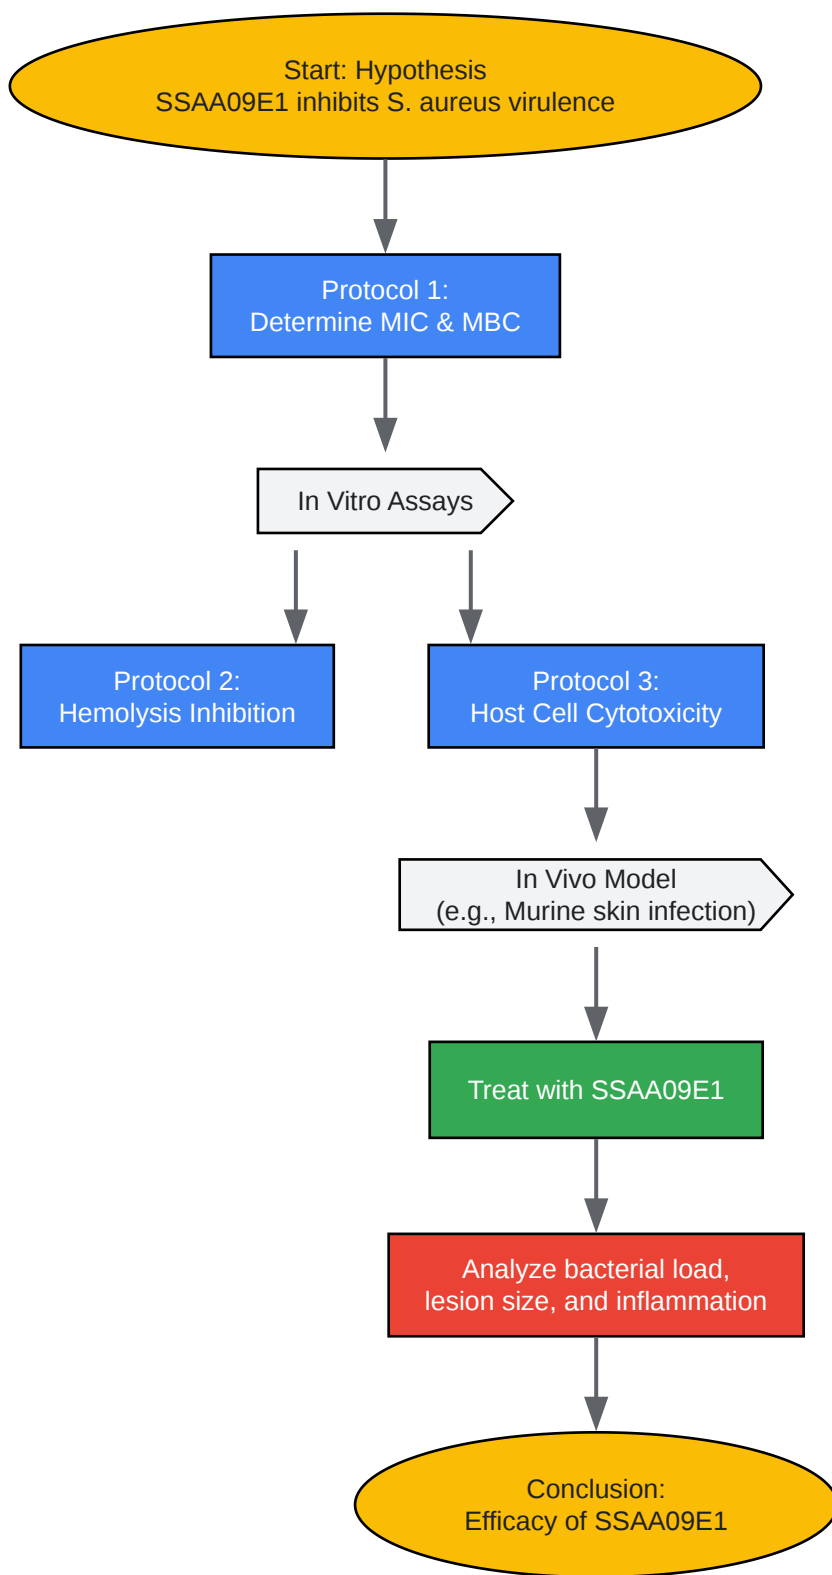 Start: Hypothesis
SSAA09E1 inhibits S. aureus virulence
Protocol 1:
Determine MIC & MBC
In Vitro Assays
Protocol 2:
Hemolysis Inhibition
Protocol 3:
Host Cell Cytotoxicity
In Vivo Model
(e.g., Murine skin infection)
Treat with SSAA09E1
Analyze bacterial load,
lesion size, and inflammation
Conclusion:
Efficacy of SSAA09E1